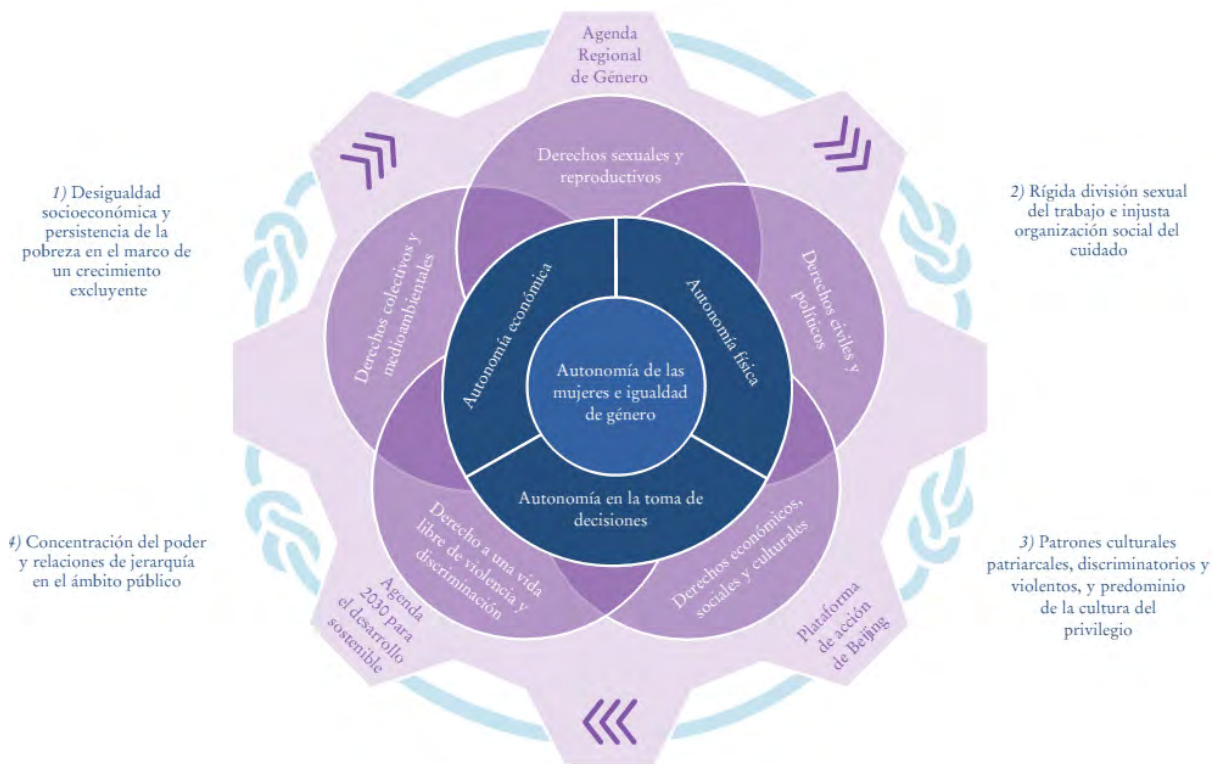 Agenda
Regional
de Género
Derechos sexuales y
reproductivos
1) Desigualdad
socioeconómica y
persistencia de la
pobreza en el marco de
un crecimiento
excluyente
2) Rígida división sexual
del trabajo e injusta
organización social del
cuidado
Derechos colectivos y
medioambientales
Autonomía económica
Autonomía física
Derechos civiles y
políticos
Autonomía de las
mujeres e igualdad
de género
Autonomía en la toma de
decisiones
4) Concentración del poder
y relaciones de jerarquía
en el ámbito público
Derecho a una vida
libre de violencia y
discriminación
Derechos económicos,
sociales y culturales
3) Patrones culturales
patriarcales, discriminatorios y
violentos, y predominio
de la cultura del
privilegio
Agenda
2030 para
el desarrollo
sostenible
Plataforma
de acción
de Beijing